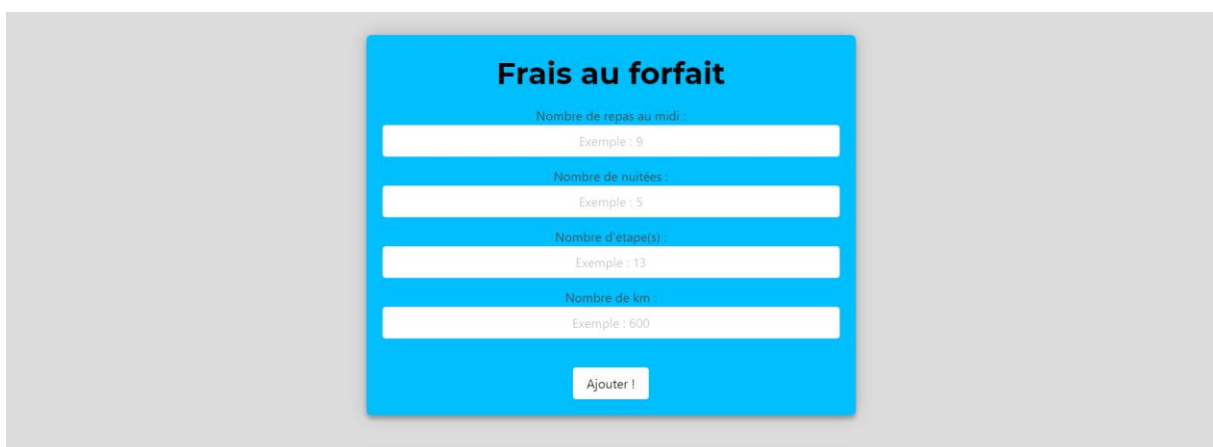 Frais au forfait
Nombre de repas au midi :
Exemple : 9
Nombre de nuitées :
Exemple : 5
Nombre d'étape(s) :
Exemple : 13
Nombre de km :
Exemple : 600
Ajouter !